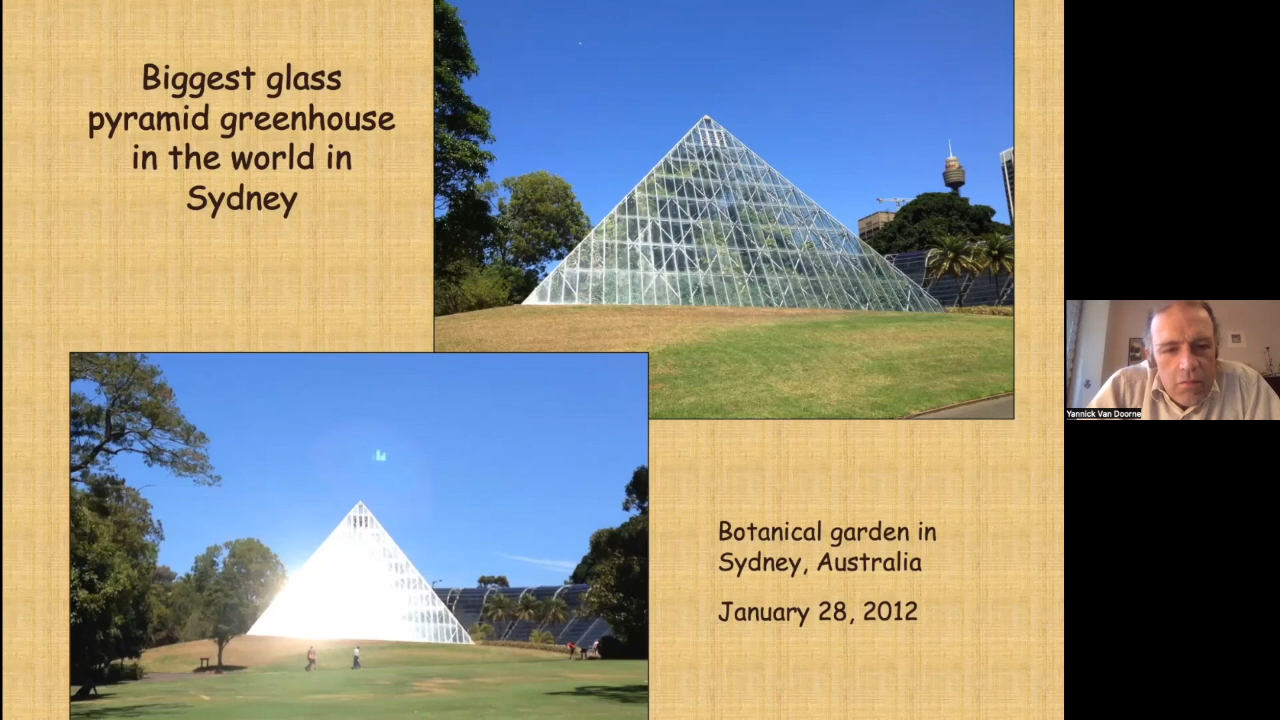 Biggest glass
pyramid greenhouse
in the world in
Sydney
Botanical garden in
Sydney, Australia
January 28, 2012
Yannick Van Doorne